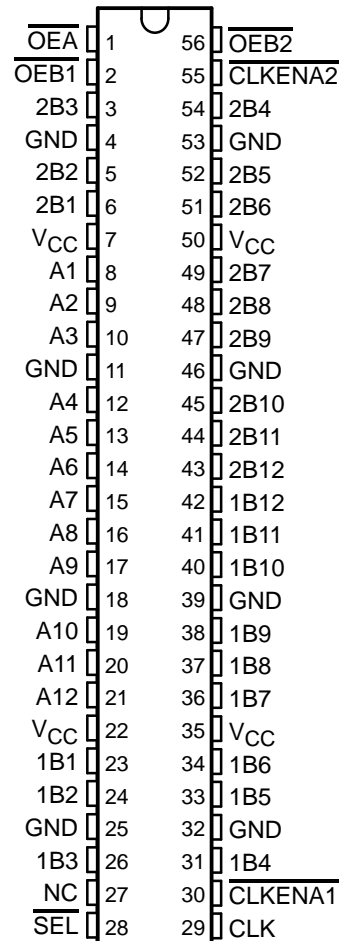 OEA 1 56 OEB2
OEB1 2 55 CLKENA2
2B3 3 54 2B4
GND 4 53 GND
2B2 5 52 2B5
2B1 6 51 2B6
VCC 7 50 VCC
A1 8 49 2B7
A2 9 48 2B8
A3 10 47 2B9
GND 11 46 GND
A4 12 45 2B10
A5 13 44 2B11
A6 14 43 2B12
A7 15 42 1B12
A8 16 41 1B11
A9 17 40 1B10
GND 18 39 GND
A10 19 38 1B9
A11 20 37 1B8
A12 21 36 1B7
VCC 22 35 VCC
1B1 23 34 1B6
1B2 24 33 1B5
GND 25 32 GND
1B3 26 31 1B4
NC 27 30 CLKENA1
SEL 28 29 CLK